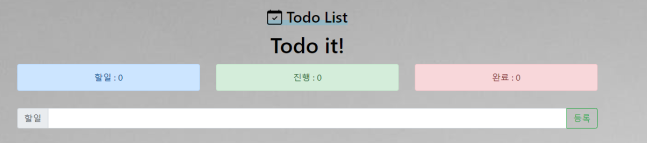 Todo List
Todo it!
할일 : 0
진행 : 0
완료 : 0
할일
등록